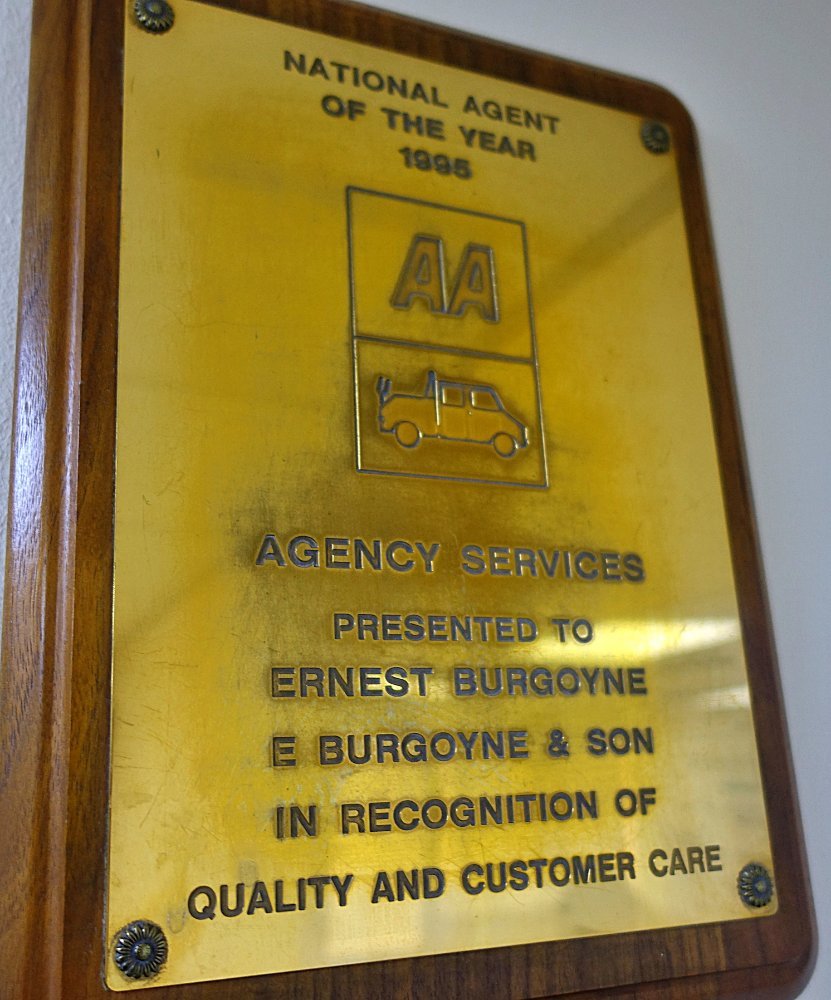 NATIONAL AGENT
OF THE YEAR
1995
AA
AGENCY SERVICES
PRESENTED TO
ERNEST BURGOYNE
E BURGOYNE & SON
IN RECOGNITION OF
QUALITY AND CUSTOMER CARE